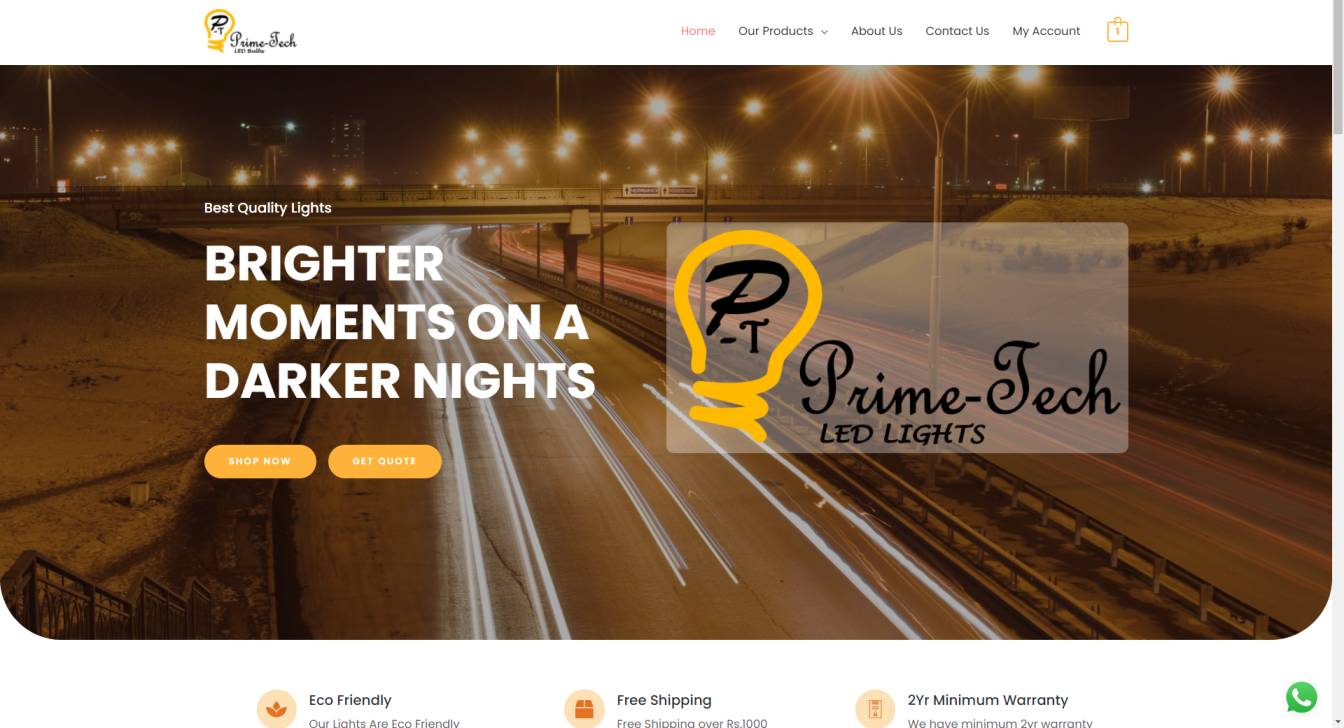 P-T Prime-Tech
LED Bulbs
Home Our Products About Us Contact Us My Account 1
Best Quality Lights
BRIGHTER
MOMENTS ON A
DARKER NIGHTS
SHOP NOW GET QUOTE
P-T
Prime-Tech
LED LIGHTS
Eco Friendly
Our Lights Are Eco Friendly
Free Shipping
Free Shipping over Rs.1000
2Yr Minimum Warranty
We have minimum 2yr warranty